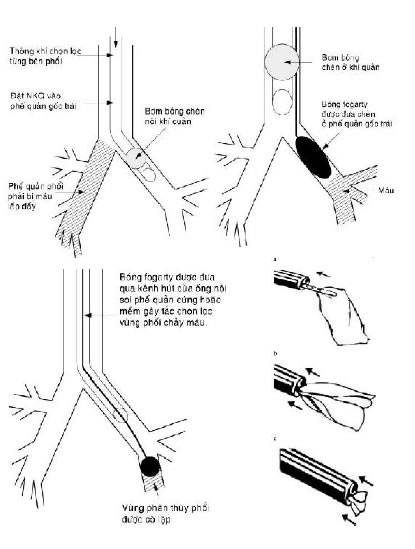 Thông khí chọn lọc
từng bên phổi
Đặt NKQ vào
phế quản gốc trái
Bơm bóng chèn
nội khí quản
Phế quản phổi
phải bị máu
lấp đầy
Bơm bóng
chèn ở khí quản
Bóng fogarty
được đưa chèn
ở phế quản gốc trái
Máu
Bóng fogarty được đưa
qua kênh hút của ống nội
soi phế quản cứng hoặc
mềm gây tắc chọn lọc
vùng phổi chảy máu.
Vùng phân thùy phổi
được cô lập
a
b
c